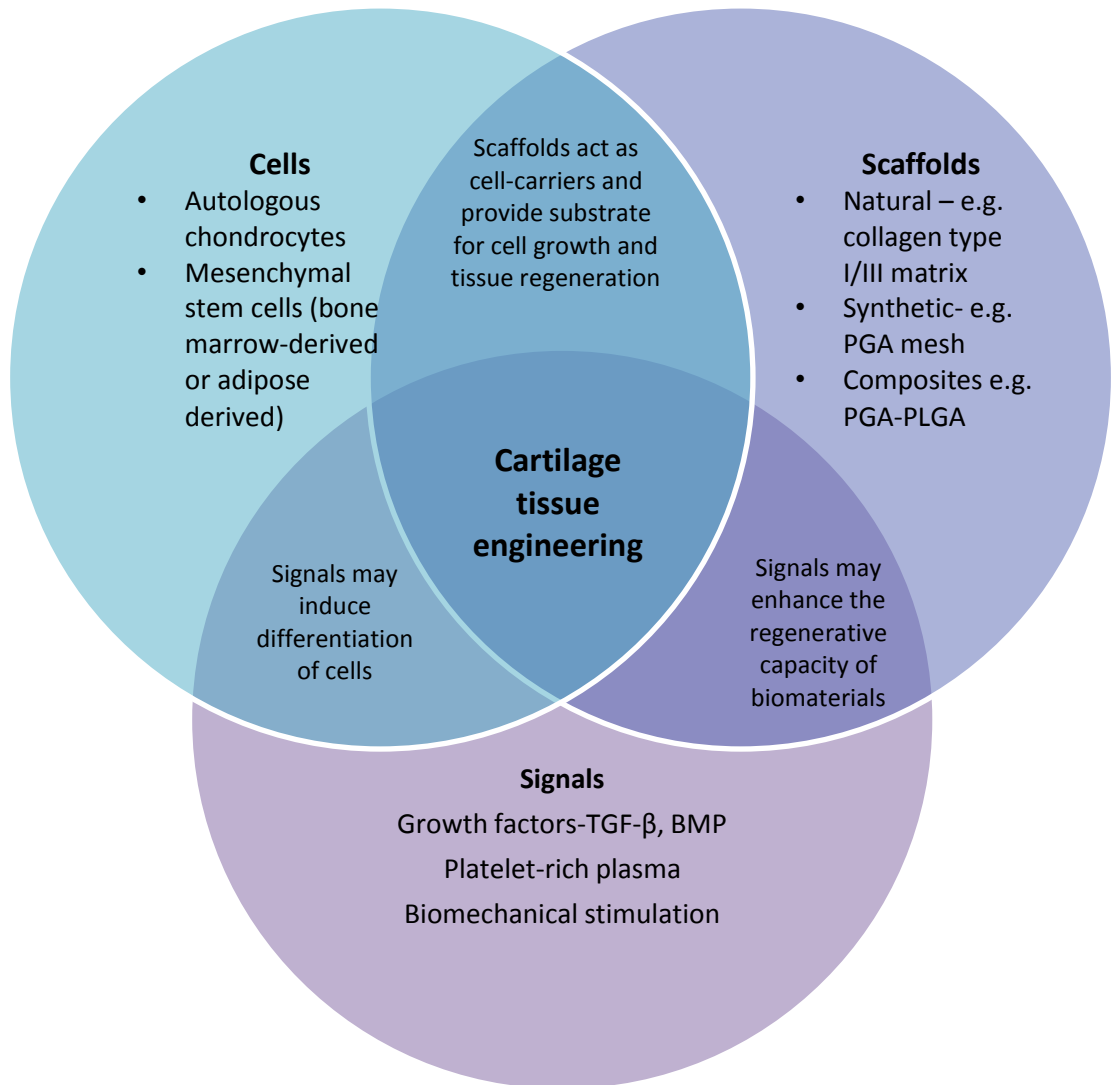 Cells
• Autologous
chondrocytes
• Mesenchymal
stem cells (bone
marrow-derived
or adipose
derived)
Scaffolds act as
cell-carriers and
provide substrate
for cell growth and
tissue regeneration
Scaffolds
• Natural – e.g.
collagen type
I/III matrix
• Synthetic- e.g.
PGA mesh
• Composites e.g.
PGA-PLGA
Cartilage
tissue
engineering
Signals may
induce
differentiation
of cells
Signals may
enhance the
regenerative
capacity of
biomaterials
Signals
Growth factors-TGF-β, BMP
Platelet-rich plasma
Biomechanical stimulation